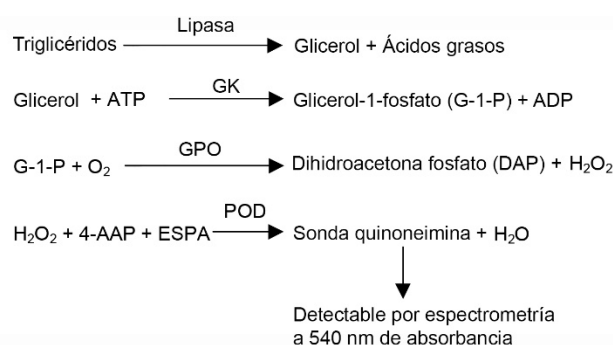 Lipasa
Triglicéridos Glicerol + Ácidos grasos
GK
Glicerol + ATP Glicerol-1-fosfato (G-1-P) + ADP
GPO
G-1-P + O₂ Dihidroacetona fosfato (DAP) + H₂O₂
POD
H₂O₂ + 4-AAP + ESPA Sonda quinoneimina + H₂O
Detectable por espectrometría
a 540 nm de absorbancia